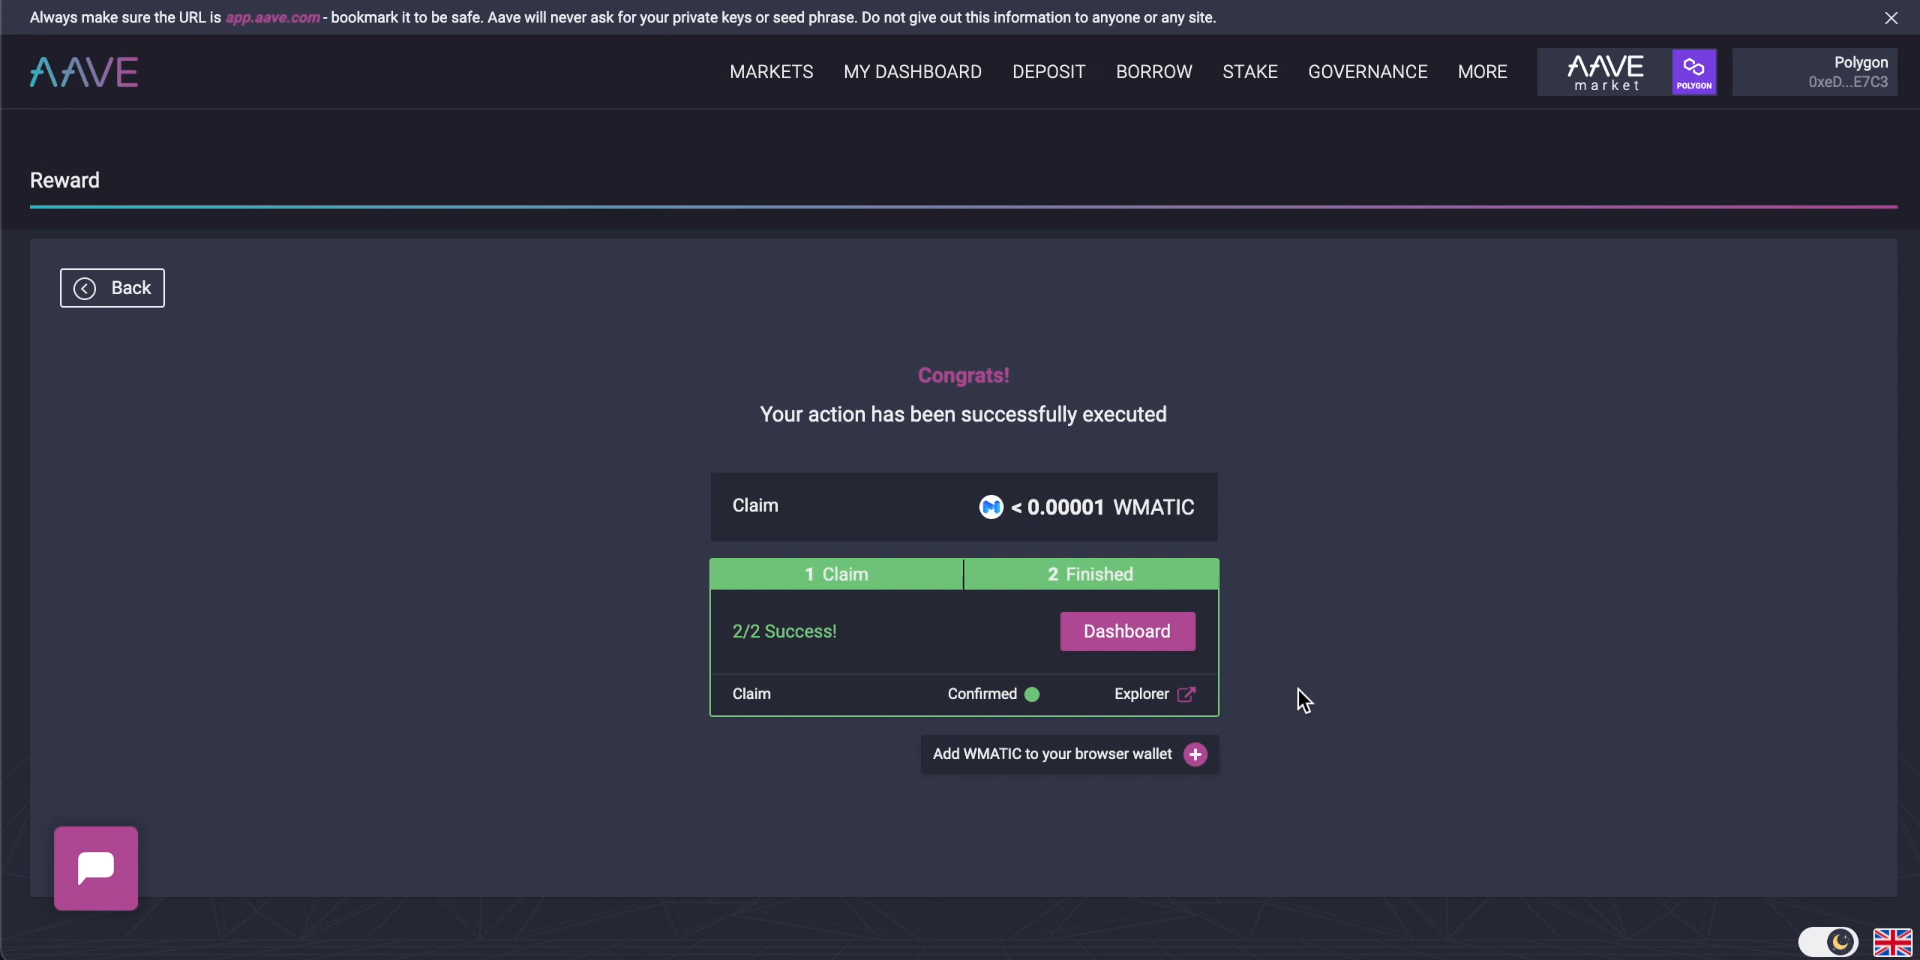 Always make sure the URL is app.aave.com - bookmark it to be safe. Aave will never ask for your private keys or seed phrase. Do not give out this information to anyone or any site.
AAVE
MARKETS MY DASHBOARD DEPOSIT BORROW STAKE GOVERNANCE MORE
AAVE
market
POLYGON
Polygon
0xeD...E7C3
Reward
Back
Congrats!
Your action has been successfully executed
Claim < 0.00001 WMATIC
1 Claim 2 Finished
2/2 Success! Dashboard
Claim Confirmed Explorer
Add WMATIC to your browser wallet